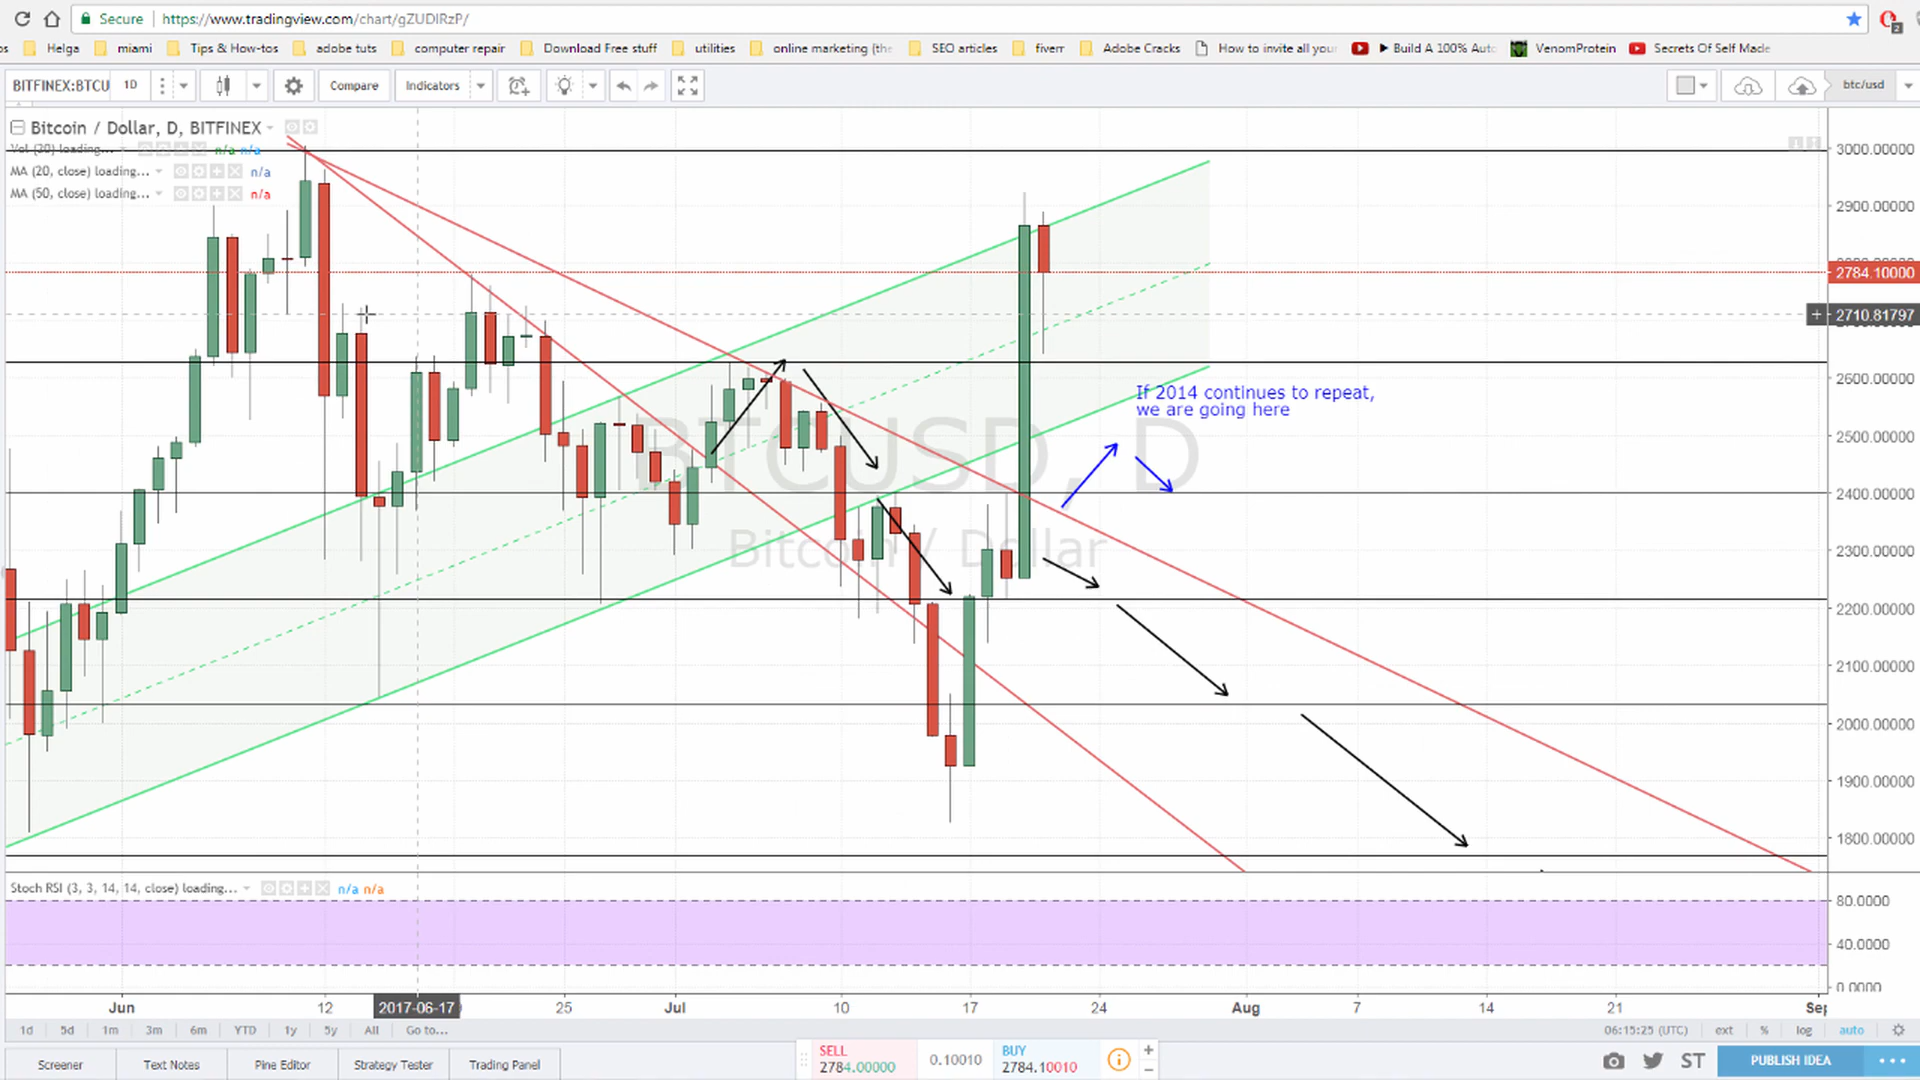 Secure https://www.tradingview.com/chart/gZUDlRzP/
Helga miami Tips & How-tos adobe tuts computer repair Download Free stuff utilities online marketing (the SEO articles fiverr Adobe Cracks How to invite all your Build A 100% Auto VenomProtein Secrets Of Self Made
BITFINEX:BTCU 1D Compare Indicators btc/usd
Bitcoin / Dollar, D, BITFINEX
Vol (20) loading... n/a n/a
MA (20, close) loading... n/a
MA (50, close) loading... n/a
3000.00000
2900.00000
2784.10000
2710.81797
2600.00000
2500.00000
2400.00000
2300.00000
2200.00000
2100.00000
2000.00000
1900.00000
1800.00000
If 2014 continues to repeat,
we are going here
BTCUSD, D
Bitcoin / Dollar
Stoch RSI (3, 3, 14, 14, close) loading... n/a n/a
80.0000
40.0000
0.0000
Jun 12 2017-06-17 25 Jul 10 17 24 Aug 7 14 21 Sep
1d 5d 1m 3m 6m YTD 1y 5y All Go to... 06:15:25 (UTC) ext % log auto
Screener Text Notes Pine Editor Strategy Tester Trading Panel
SELL
2784.00000
0.10010
BUY
2784.10010
ST PUBLISH IDEA